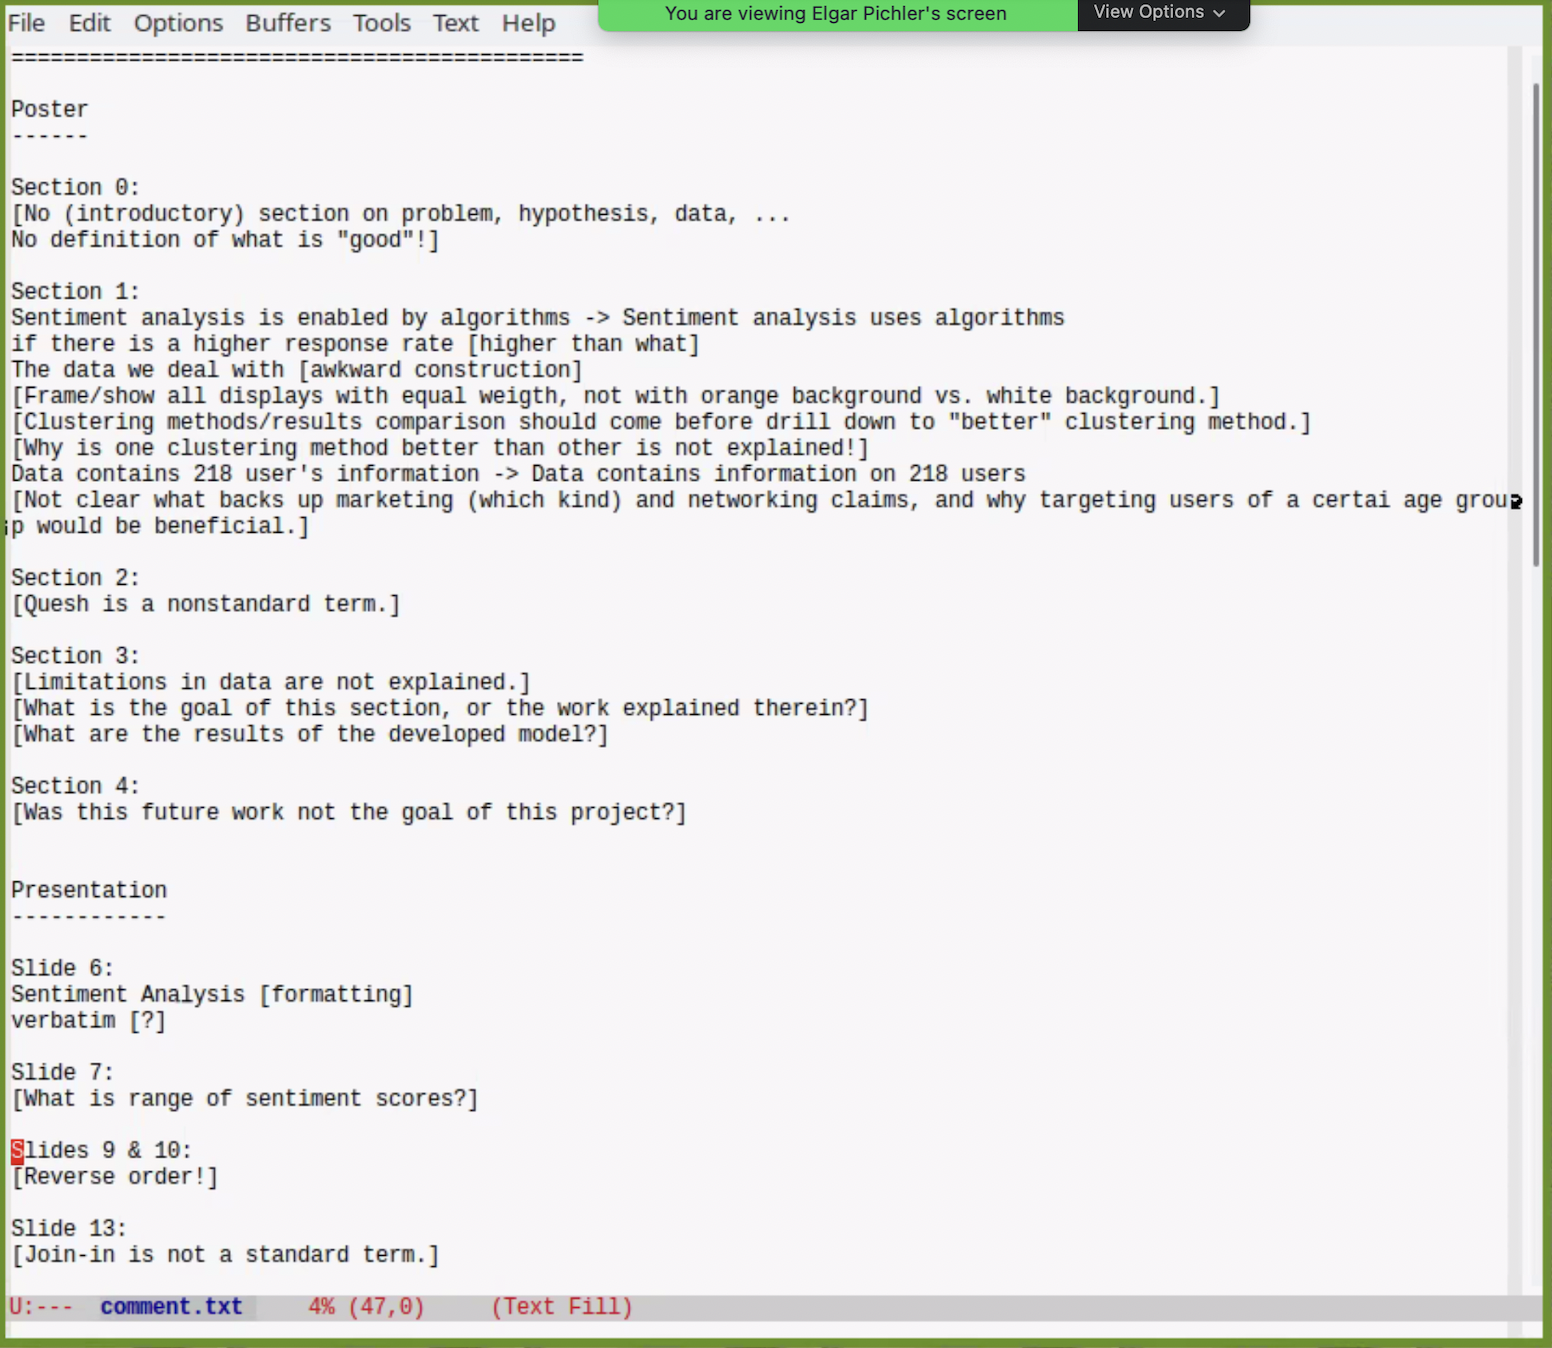 You are viewing Elgar Pichler's screen View Options
File Edit Options Buffers Tools Text Help
============================================
Poster
------
Section 0:
[No (introductory) section on problem, hypothesis, data, ...
No definition of what is "good"!]
Section 1:
Sentiment analysis is enabled by algorithms -> Sentiment analysis uses algorithms
if there is a higher response rate [higher than what]
The data we deal with [awkward construction]
[Frame/show all displays with equal weigth, not with orange background vs. white background.]
[Clustering methods/results comparison should come before drill down to "better" clustering method.]
[Why is one clustering method better than other is not explained!]
Data contains 218 user's information -> Data contains information on 218 users
[Not clear what backs up marketing (which kind) and networking claims, and why targeting users of a certai age grou
p would be beneficial.]
Section 2:
[Quesh is a nonstandard term.]
Section 3:
[Limitations in data are not explained.]
[What is the goal of this section, or the work explained therein?]
[What are the results of the developed model?]
Section 4:
[Was this future work not the goal of this project?]
Presentation
------------
Slide 6:
Sentiment Analysis [formatting]
verbatim [?]
Slide 7:
[What is range of sentiment scores?]
Slides 9 & 10:
[Reverse order!]
Slide 13:
[Join-in is not a standard term.]
U:--- comment.txt 4% (47,0) (Text Fill)